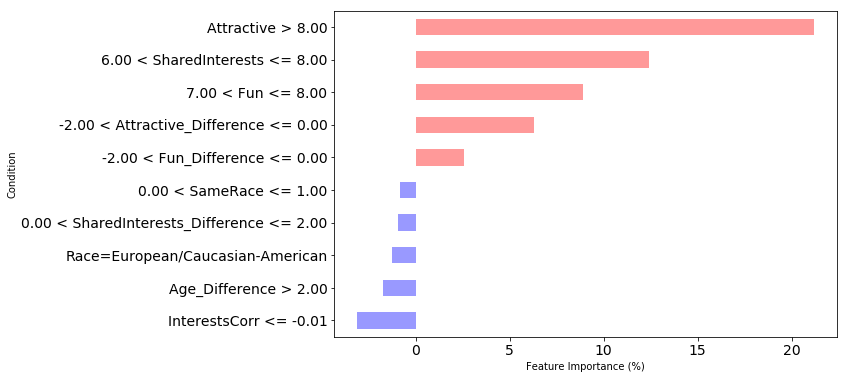 Attractive > 8.00
6.00 < SharedInterests <= 8.00
7.00 < Fun <= 8.00
-2.00 < Attractive_Difference <= 0.00
-2.00 < Fun_Difference <= 0.00
0.00 < SameRace <= 1.00
0.00 < SharedInterests_Difference <= 2.00
Race=European/Caucasian-American
Age_Difference > 2.00
InterestsCorr <= -0.01
Condition
0 5 10 15 20
Feature Importance (%)